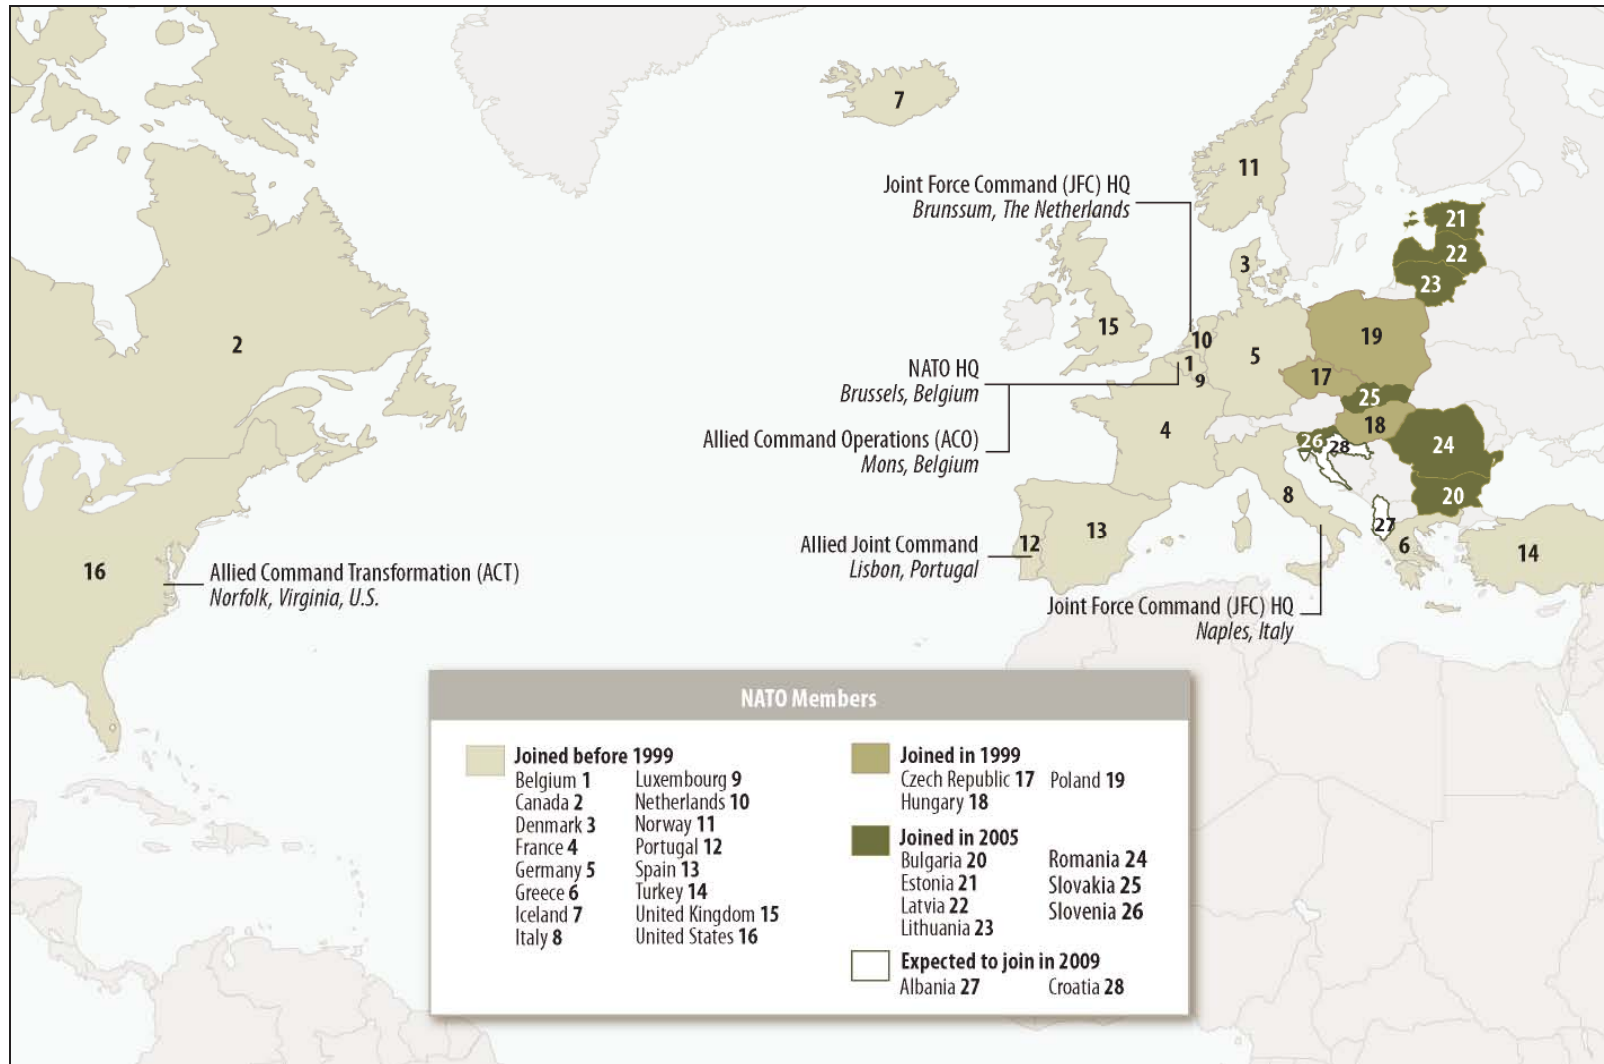 7
11
Joint Force Command (JFC) HQ
Brunssum, The Netherlands
21
22
23
3
2
15
10
19
5
1
9
17
NATO HQ
Brussels, Belgium
25
4
18
Allied Command Operations (ACO)
Mons, Belgium
26
28
24
8
20
27
13
12
6
14
Allied Joint Command
Lisbon, Portugal
16
Allied Command Transformation (ACT)
Norfolk, Virginia, U.S.
Joint Force Command (JFC) HQ
Naples, Italy
NATO Members
Joined before 1999
Belgium 1
Canada 2
Denmark 3
France 4
Germany 5
Greece 6
Iceland 7
Italy 8
Luxembourg 9
Netherlands 10
Norway 11
Portugal 12
Spain 13
Turkey 14
United Kingdom 15
United States 16
Joined in 1999
Czech Republic 17
Hungary 18
Poland 19
Joined in 2005
Bulgaria 20
Estonia 21
Latvia 22
Lithuania 23
Romania 24
Slovakia 25
Slovenia 26
Expected to join in 2009
Albania 27
Croatia 28